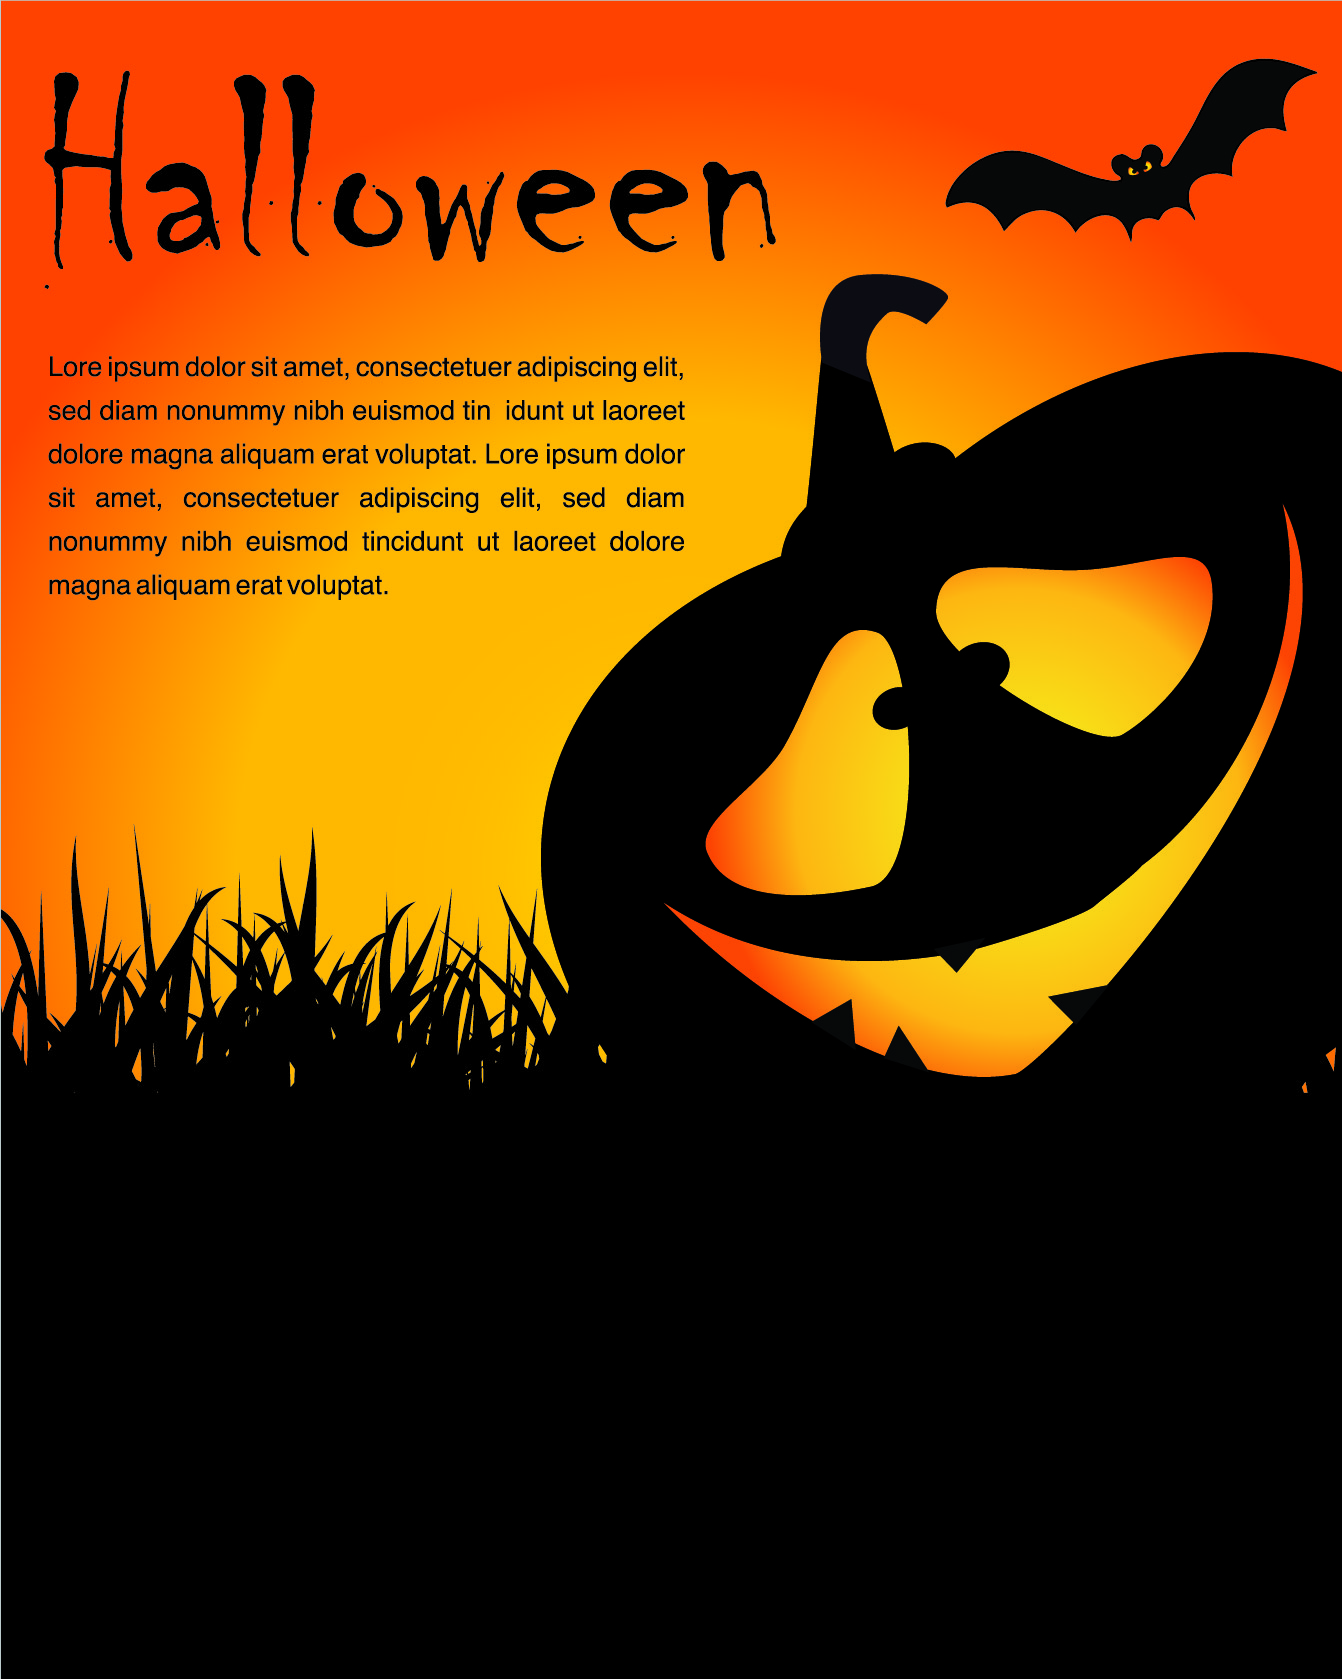 Halloween
Lore ipsum dolor sit amet, consectetuer adipiscing elit,
sed diam nonummy nibh euismod tin idunt ut laoreet
dolore magna aliquam erat voluptat. Lore ipsum dolor
sit amet, consectetuer adipiscing elit, sed diam
nonummy nibh euismod tincidunt ut laoreet dolore
magna aliquam erat voluptat.